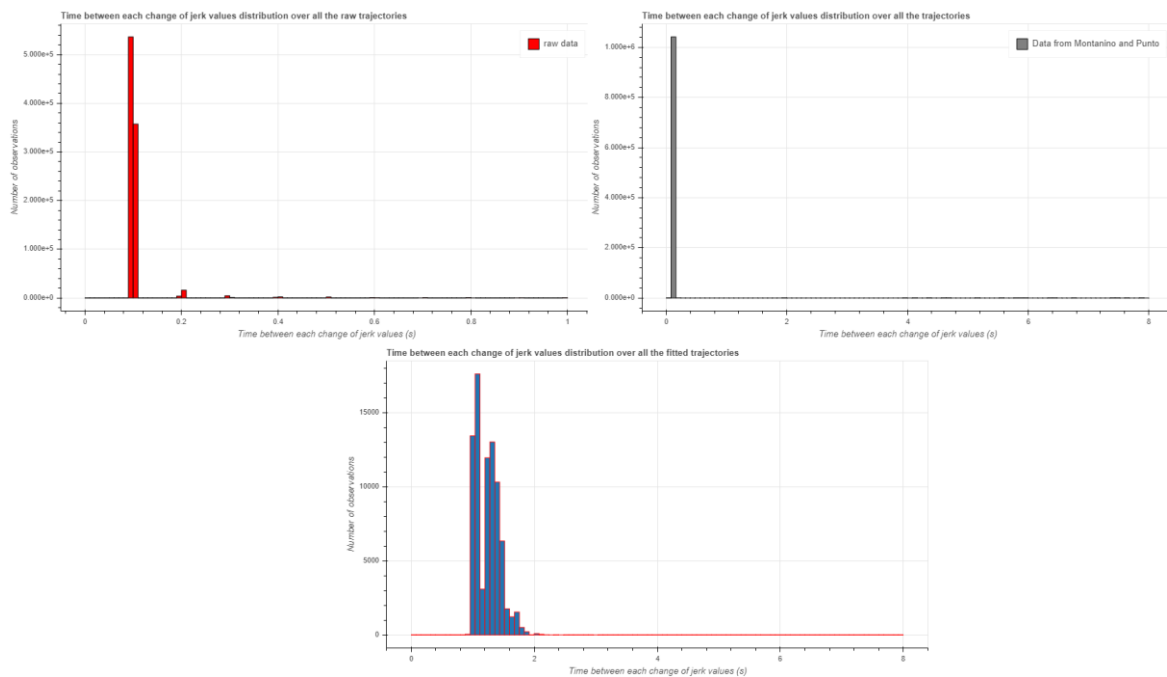 Time between each change of jerk values distribution over all the raw trajectories
raw data
Number of observations
5.000e+5
4.000e+5
3.000e+5
2.000e+5
1.000e+5
0.000e+0
0
0.2
0.4
0.6
0.8
1
Time between each change of jerk values (s)
Time between each change of jerk values distribution over all the trajectories
Data from Montanino and Punto
Number of observations
1.000e+6
8.000e+5
6.000e+5
4.000e+5
2.000e+5
0.000e+0
0
2
4
6
8
Time between each change of jerk values (s)
Time between each change of jerk values distribution over all the fitted trajectories
Number of observations
15000
10000
5000
0
0
2
4
6
8
Time between each change of jerk values (s)